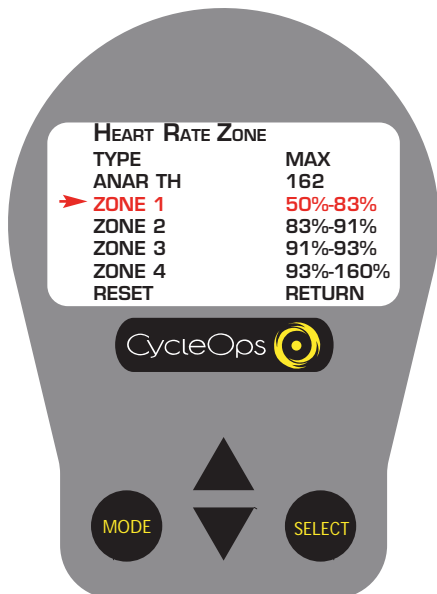 HEART RATE ZONE
TYPE MAX
ANAR TH 162
ZONE 1 50%-83%
ZONE 2 83%-91%
ZONE 3 91%-93%
ZONE 4 93%-160%
RESET RETURN
CycleOps
MODE SELECT